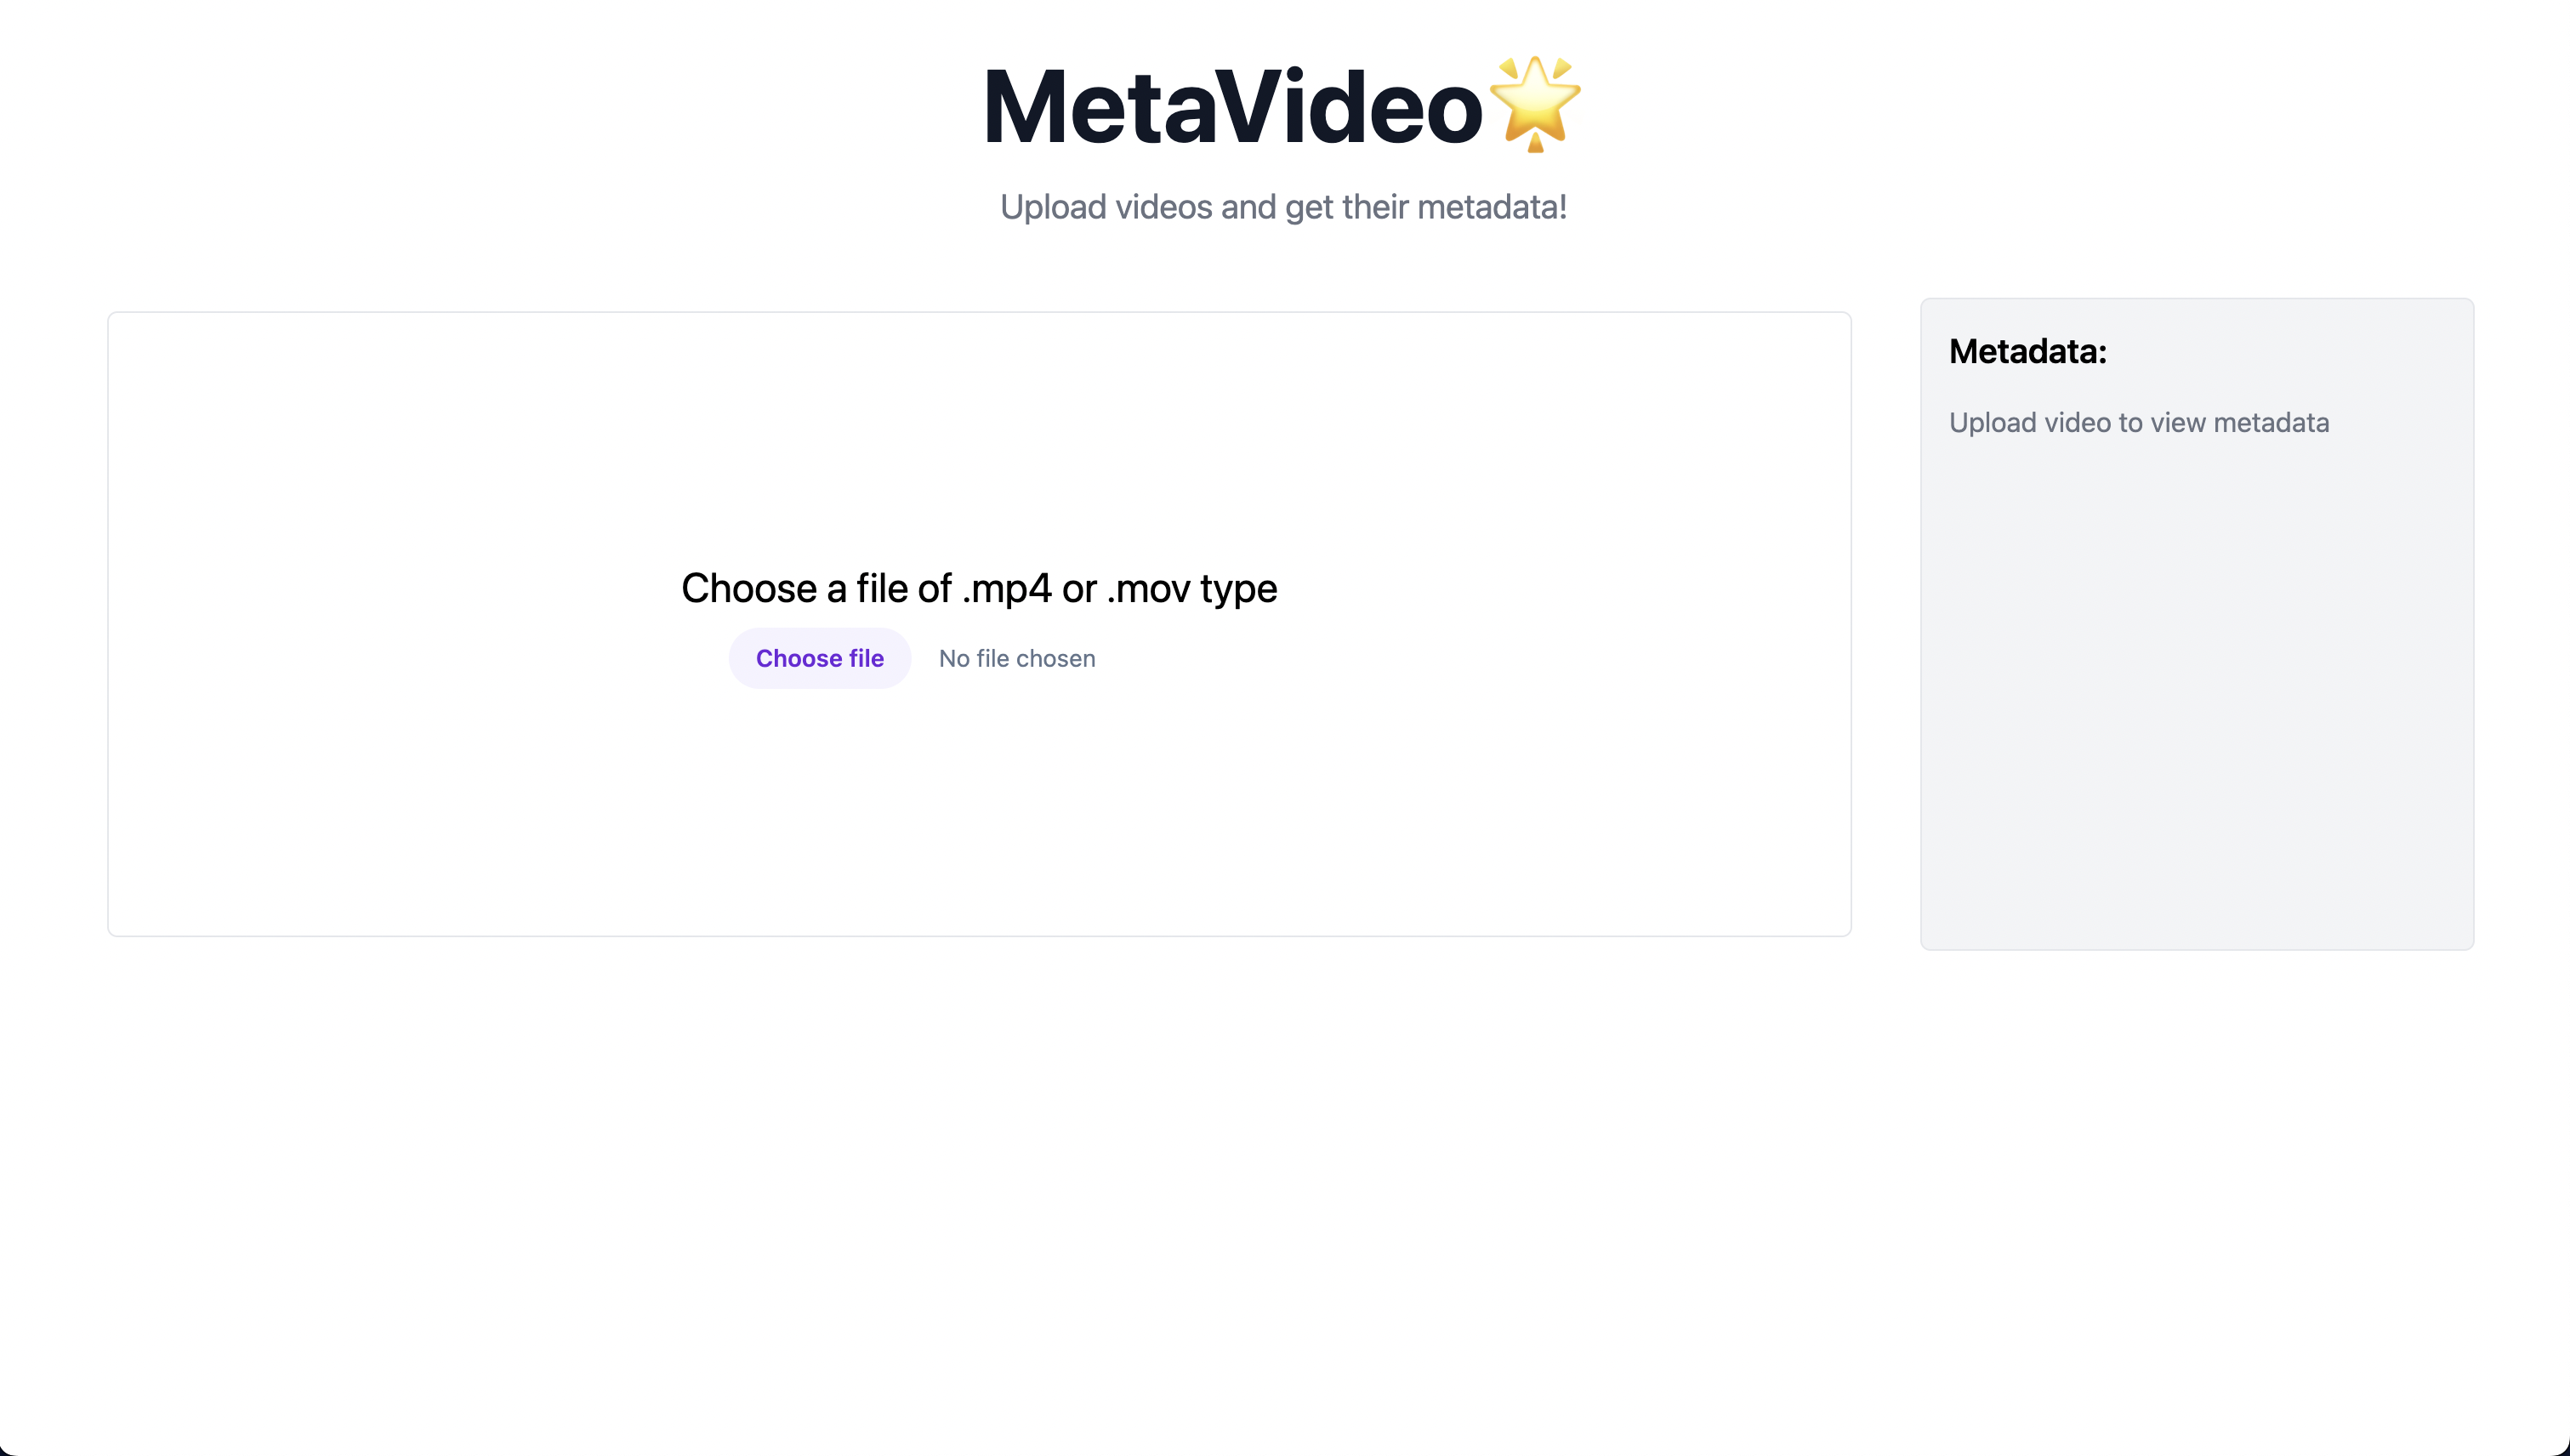 MetaVideo🌟
Upload videos and get their metadata!
Choose a file of .mp4 or .mov type
Choose file No file chosen
Metadata:
Upload video to view metadata